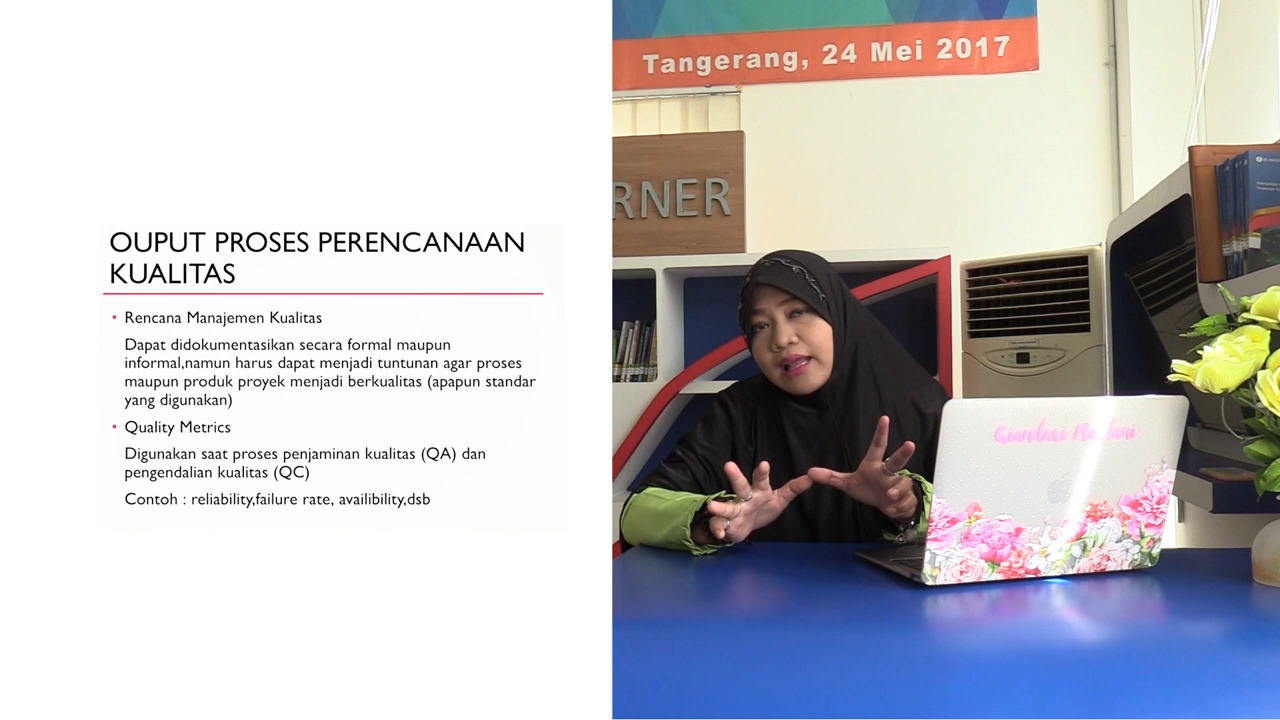 OUPUT PROSES PERENCANAAN
KUALITAS
• Rencana Manajemen Kualitas
Dapat didokumentasikan secara formal maupun
informal,namun harus dapat menjadi tuntunan agar proses
maupun produk proyek menjadi berkualitas (apapun standar
yang digunakan)
• Quality Metrics
Digunakan saat proses penjaminan kualitas (QA) dan
pengendalian kualitas (QC)
Contoh : reliability,failure rate, availibility,dsb
Tangerang, 24 Mei 2017
RNER